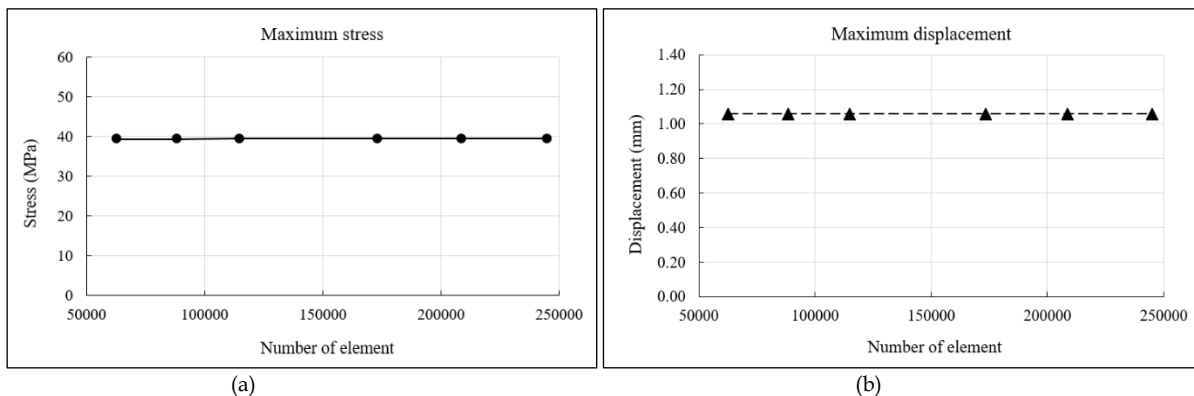 Maximum stress
60
50
40
30
20
10
0
Stress (MPa)
50000 100000 150000 200000 250000
Number of element
(a)
Maximum displacement
1.40
1.20
1.00
0.80
0.60
0.40
0.20
0.00
Displacement (mm)
50000 100000 150000 200000 250000
Number of element
(b)